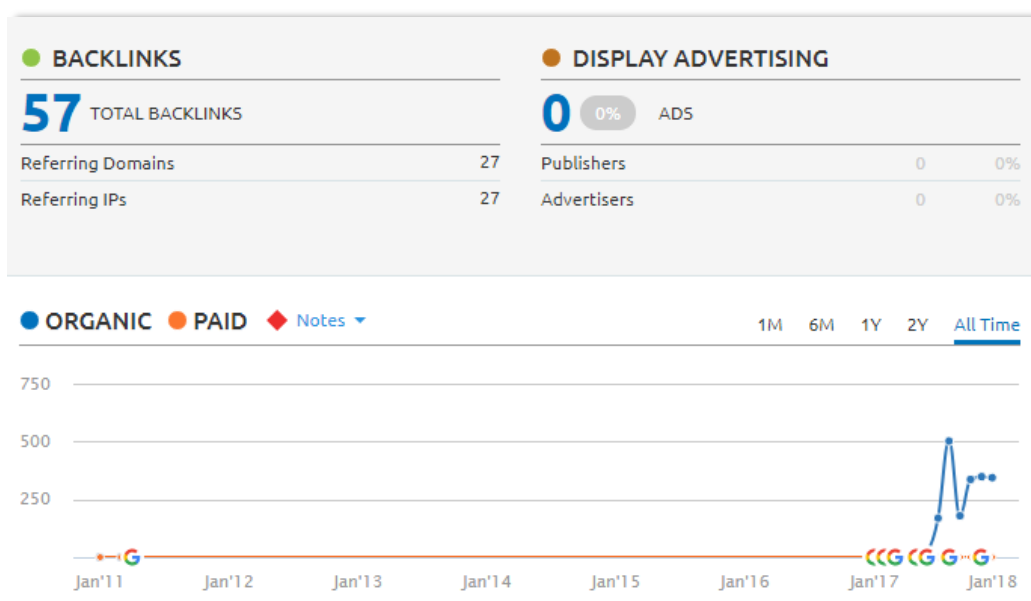 BACKLINKS
57 TOTAL BACKLINKS
Referring Domains 27
Referring IPs 27
DISPLAY ADVERTISING
0 0% ADS
Publishers 0 0%
Advertisers 0 0%
ORGANIC PAID Notes
1M 6M 1Y 2Y All Time
750
500
250
Jan'11 Jan'12 Jan'13 Jan'14 Jan'15 Jan'16 Jan'17 Jan'18